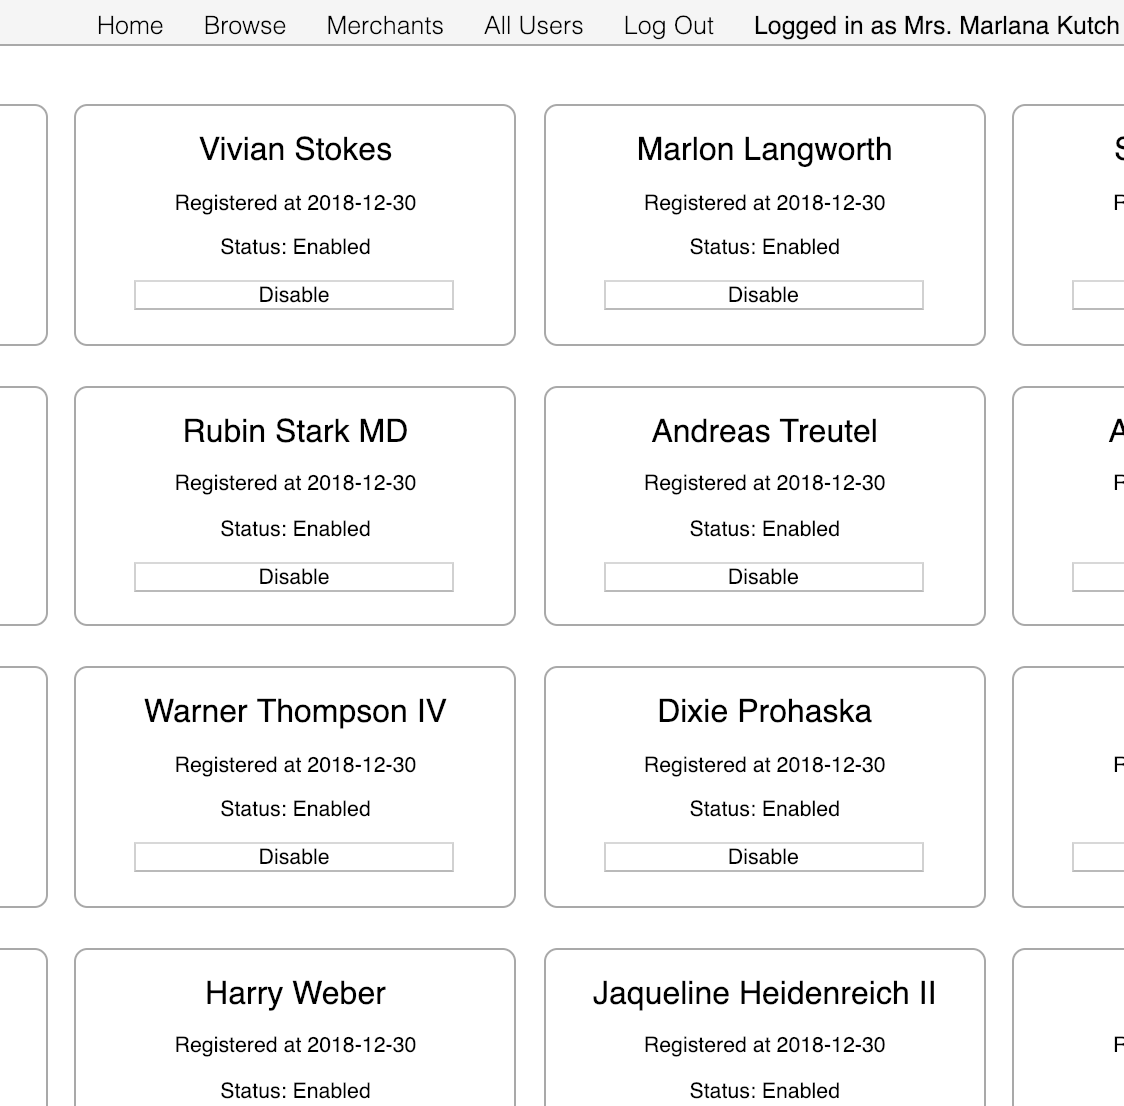 Home Browse Merchants All Users Log Out Logged in as Mrs. Marlana Kutch
Vivian Stokes
Registered at 2018-12-30
Status: Enabled
Disable
Marlon Langworth
Registered at 2018-12-30
Status: Enabled
Disable
Rubin Stark MD
Registered at 2018-12-30
Status: Enabled
Disable
Andreas Treutel
Registered at 2018-12-30
Status: Enabled
Disable
Warner Thompson IV
Registered at 2018-12-30
Status: Enabled
Disable
Dixie Prohaska
Registered at 2018-12-30
Status: Enabled
Disable
Harry Weber
Registered at 2018-12-30
Status: Enabled
Jaqueline Heidenreich II
Registered at 2018-12-30
Status: Enabled